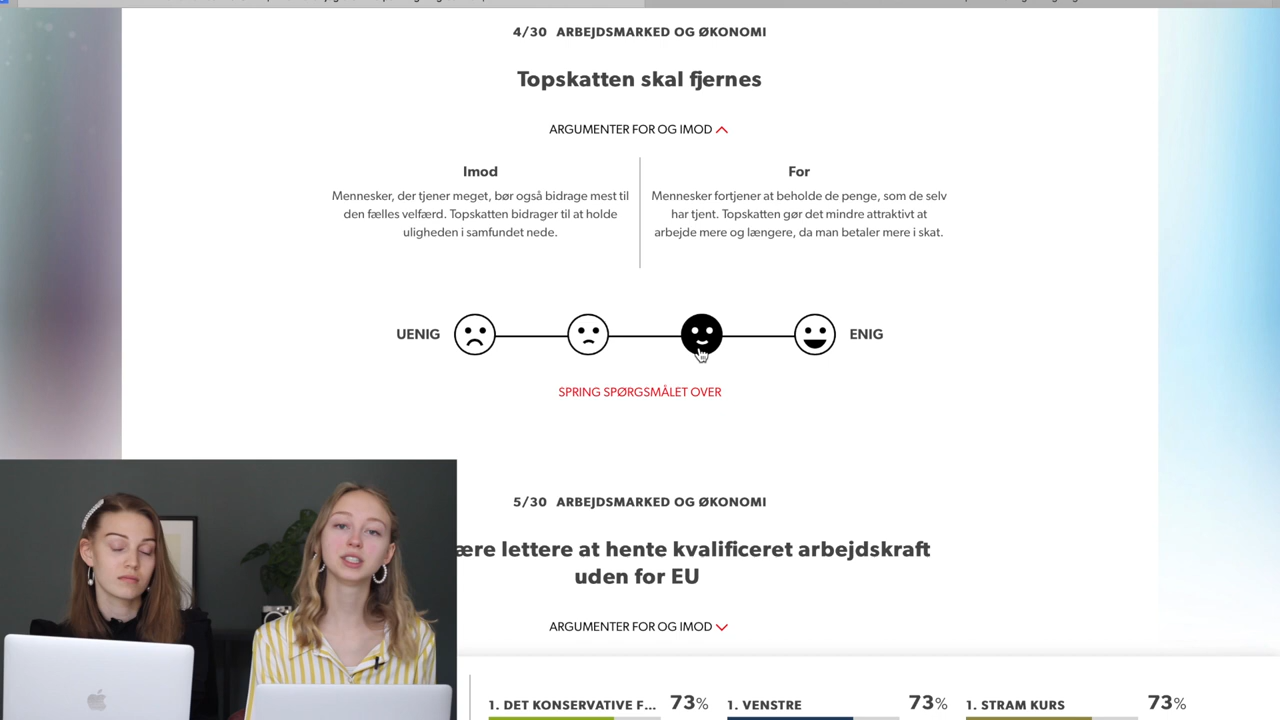 4/30 ARBEJDSMARKED OG ØKONOMI
Topskatten skal fjernes
ARGUMENTER FOR OG IMOD
Imod
Mennesker, der tjener meget, bør også bidrage mest til
den fælles velfærd. Topskatten bidrager til at holde
uligheden i samfundet nede.
For
Mennesker fortjener at beholde de penge, som de selv
har tjent. Topskatten gør det mindre attraktivt at
arbejde mere og længere, da man betaler mere i skat.
UENIG
ENIG
SPRING SPØRGSMÅLET OVER
5/30 ARBEJDSMARKED OG ØKONOMI
lettere at hente kvalificeret arbejdskraft
uden for EU
ARGUMENTER FOR OG IMOD
1. DET KONSERVATIVE F... 73%
1. VENSTRE 73%
1. STRAM KURS 73%